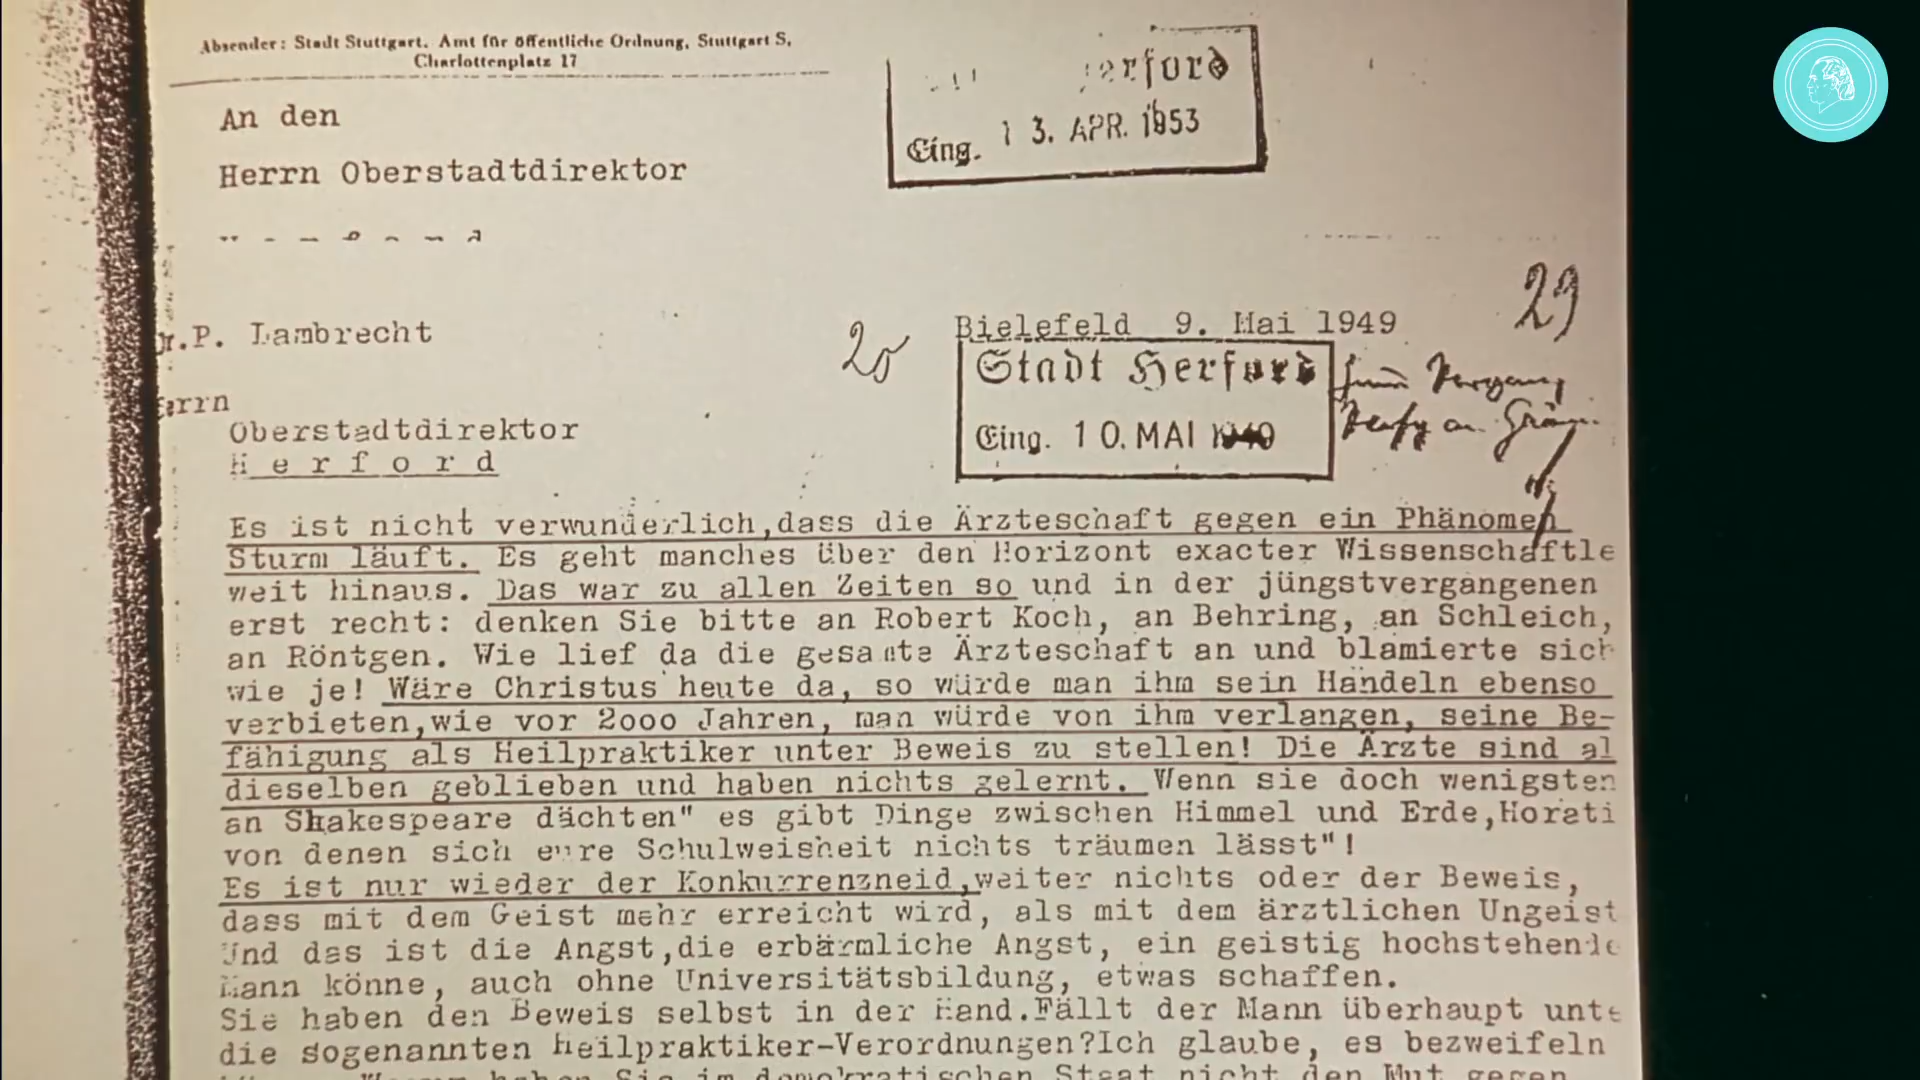 Absender: Stadt Stuttgart. Amt für öffentliche Ordnung, Stuttgart S,
Charlottenplatz 17
An den
Herrn Oberstadtdirektor
Eing. 13. APR. 1953
P. Lambrecht
20
Bielefeld 9. Mai 1949
29
Stadt Herford
Eing. 10. MAI 1949
Oberstadtdirektor
Herford
Es ist nicht verwunderlich,dass die Ärzteschaft gegen ein Phänomen
Sturm läuft. Es geht manches über den Horizont exacter Wissenschaftle
weit hinaus. Das war zu allen Zeiten so und in der jüngstvergangenen
erst recht: denken Sie bitte an Robert Koch, an Behring, an Schleich,
an Röntgen. Wie lief da die gesamte Ärzteschaft an und blamierte sich
wie je! Wäre Christus heute da, so würde man ihm sein Handeln ebenso
verbieten,wie vor 2000 Jahren, man würde von ihm verlangen, seine Be-
fähigung als Heilpraktiker unter Beweis zu stellen! Die Ärzte sind al
dieselben geblieben und haben nichts gelernt. Wenn sie doch wenigsten
an Shakespeare dächten" es gibt Dinge zwischen Himmel und Erde,Horati
von denen sich eure Schulweisheit nichts träumen lässt"!
Es ist nur wieder der Konkurrenzneid,weiter nichts oder der Beweis,
dass mit dem Geist mehr erreicht wird, als mit dem ärztlichen Ungeist
Und das ist die Angst,die erbärmliche Angst, ein geistig hochstehende
Mann könne, auch ohne Universitätsbildung, etwas schaffen.
Sie haben den Beweis selbst in der Hand.Fällt der Mann überhaupt unte
die sogenannten Heilpraktiker-Verordnungen?Ich glaube, es bezweifeln
haben Sie im demokratischen Staat nicht den Mut gegen